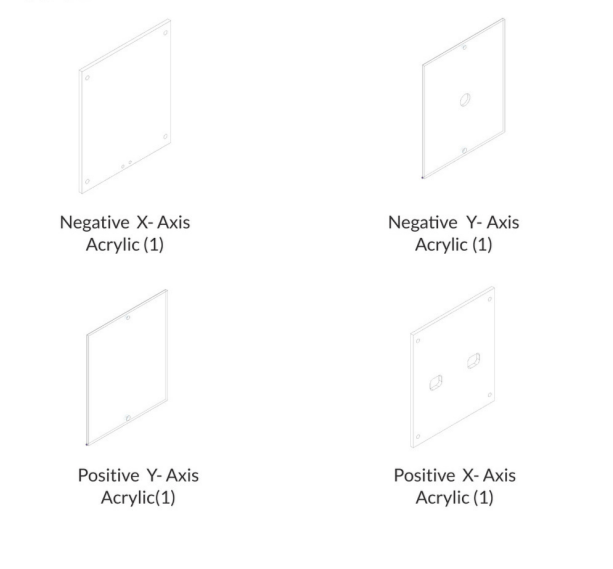 Negative X- Axis
Acrylic (1)
Negative Y- Axis
Acrylic (1)
Positive Y- Axis
Acrylic(1)
Positive X- Axis
Acrylic (1)